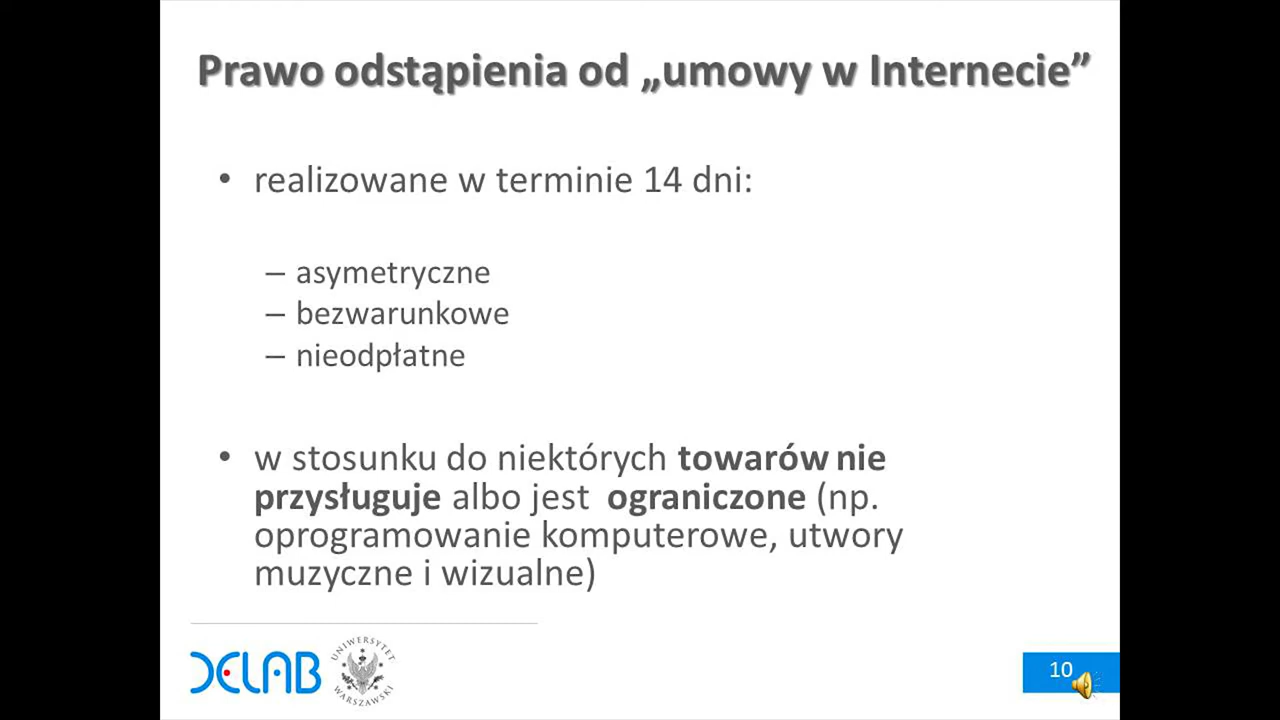 Prawo odstąpienia od „umowy w Internecie”
• realizowane w terminie 14 dni:
– asymetryczne
– bezwarunkowe
– nieodpłatne
• w stosunku do niektórych towarów nie
przysługuje albo jest ograniczone (np.
oprogramowanie komputerowe, utwory
muzyczne i wizualne)
DELAB
UNIWERSYTET
WARSZAWSKI
10